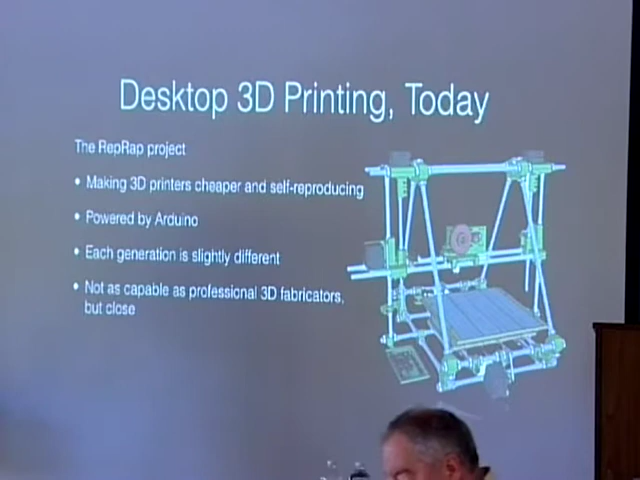 Desktop 3D Printing, Today
The RepRap project
• Making 3D printers cheaper and self-reproducing
• Powered by Arduino
• Each generation is slightly different
• Not as capable as professional 3D fabricators,
but close